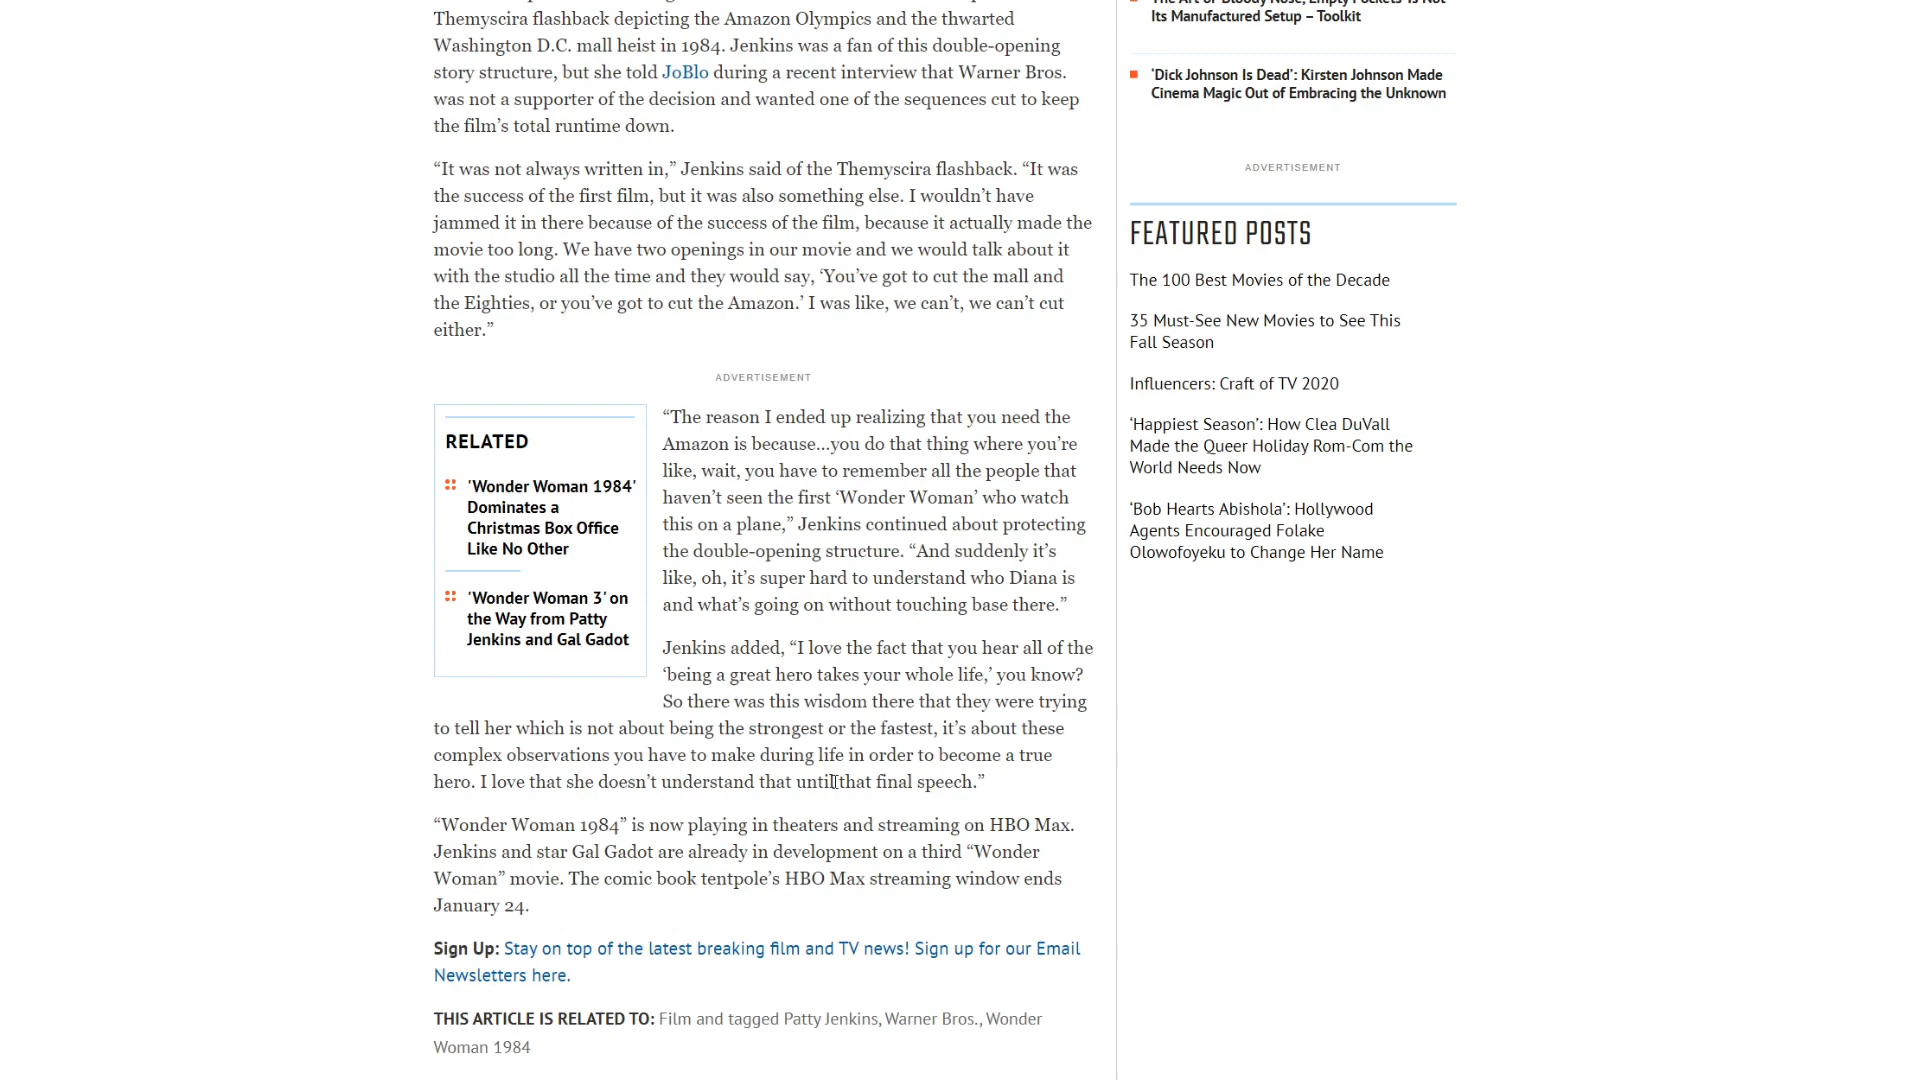 Themyscira flashback depicting the Amazon Olympics and the thwarted
Washington D.C. mall heist in 1984. Jenkins was a fan of this double-opening
story structure, but she told JoBlo during a recent interview that Warner Bros.
was not a supporter of the decision and wanted one of the sequences cut to keep
the film’s total runtime down.
“It was not always written in,” Jenkins said of the Themyscira flashback. “It was
the success of the first film, but it was also something else. I wouldn’t have
jammed it in there because of the success of the film, because it actually made the
movie too long. We have two openings in our movie and we would talk about it
with the studio all the time and they would say, ‘You’ve got to cut the mall and
the Eighties, or you’ve got to cut the Amazon.’ I was like, we can’t, we can’t cut
either.”
ADVERTISEMENT
RELATED
'Wonder Woman 1984'
Dominates a
Christmas Box Office
Like No Other
'Wonder Woman 3' on
the Way from Patty
Jenkins and Gal Gadot
“The reason I ended up realizing that you need the
Amazon is because…you do that thing where you’re
like, wait, you have to remember all the people that
haven’t seen the first ‘Wonder Woman’ who watch
this on a plane,” Jenkins continued about protecting
the double-opening structure. “And suddenly it’s
like, oh, it’s super hard to understand who Diana is
and what’s going on without touching base there.”
Jenkins added, “I love the fact that you hear all of the
‘being a great hero takes your whole life,’ you know?
So there was this wisdom there that they were trying
to tell her which is not about being the strongest or the fastest, it’s about these
complex observations you have to make during life in order to become a true
hero. I love that she doesn’t understand that until that final speech.”
“Wonder Woman 1984” is now playing in theaters and streaming on HBO Max.
Jenkins and star Gal Gadot are already in development on a third “Wonder
Woman” movie. The comic book tentpole’s HBO Max streaming window ends
January 24.
Sign Up: Stay on top of the latest breaking film and TV news! Sign up for our Email
Newsletters here.
THIS ARTICLE IS RELATED TO: Film and tagged Patty Jenkins, Warner Bros., Wonder
Woman 1984
The Art of Bloody Nose, Empty Pockets' Is Not
Its Manufactured Setup – Toolkit
'Dick Johnson Is Dead': Kirsten Johnson Made
Cinema Magic Out of Embracing the Unknown
ADVERTISEMENT
FEATURED POSTS
The 100 Best Movies of the Decade
35 Must-See New Movies to See This
Fall Season
Influencers: Craft of TV 2020
‘Happiest Season’: How Clea DuVall
Made the Queer Holiday Rom-Com the
World Needs Now
‘Bob Hearts Abishola’: Hollywood
Agents Encouraged Folake
Olowofoyeku to Change Her Name